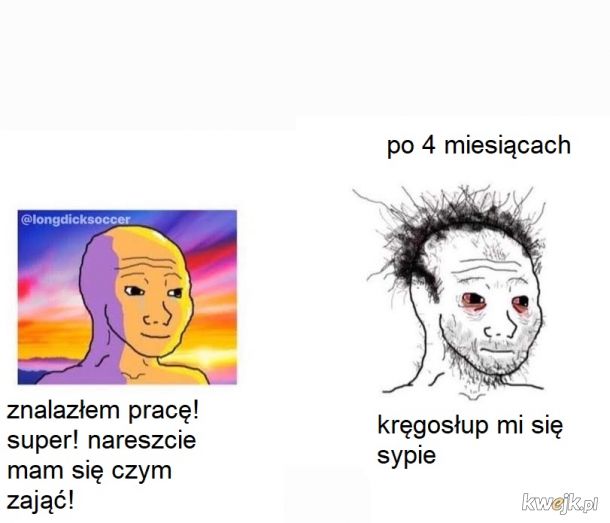 @longdicksoccer
znalazłem pracę!
super! nareszcie
mam się czym
zająć!
po 4 miesiącach
kręgosłup mi się
sypie
kwejk.pl